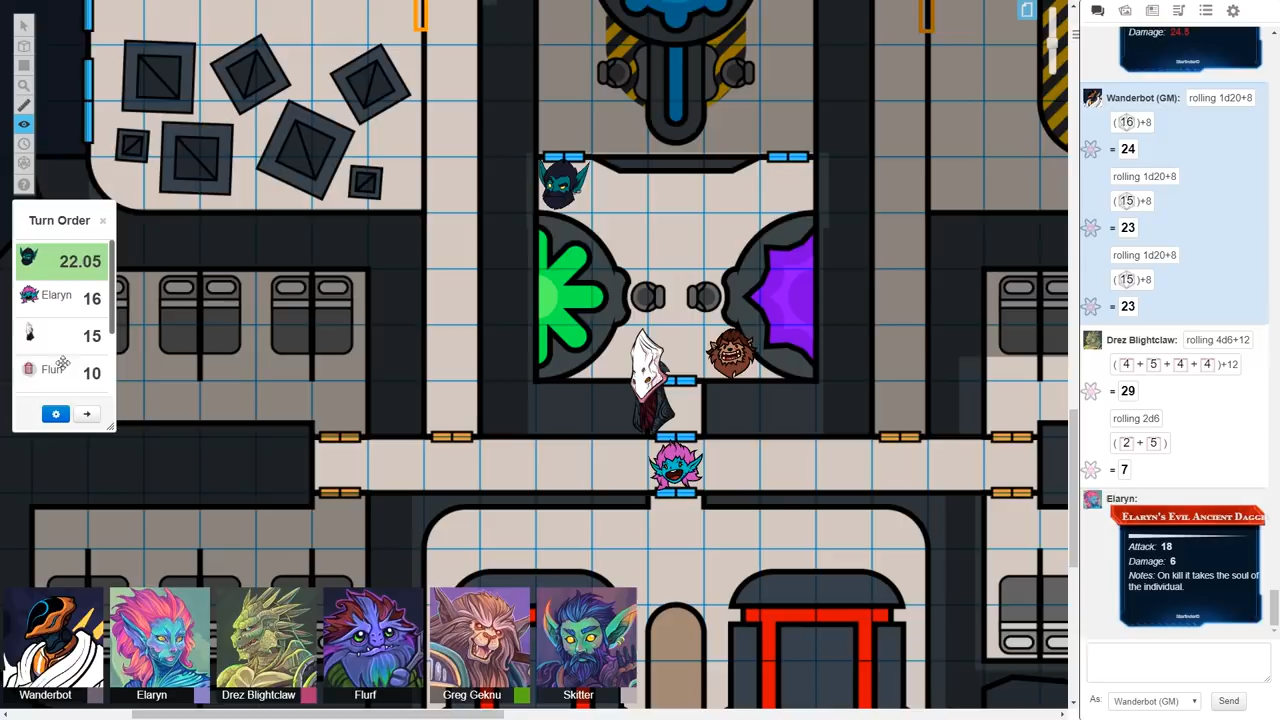 Damage: 24.8
Starfinder®
Wanderbot (GM): rolling 1d20+8
(16)+8
= 24
rolling 1d20+8
(15)+8
= 23
rolling 1d20+8
(15)+8
= 23
Drez Blightclaw: rolling 4d6+12
(4+5+4+4)+12
= 29
rolling 2d6
(2+5)
= 7
Elaryn:
Elaryn's Evil Ancient Dagge
Attack: 18
Damage: 6
Notes: On kill it takes the soul of
the individual.
Starfinder®
As: Wanderbot (GM) Send
Turn Order ×
22.05
Elaryn 16
15
Flurf 10
Wanderbot Elaryn Drez Blightclaw Flurf Greg Geknu Skitter